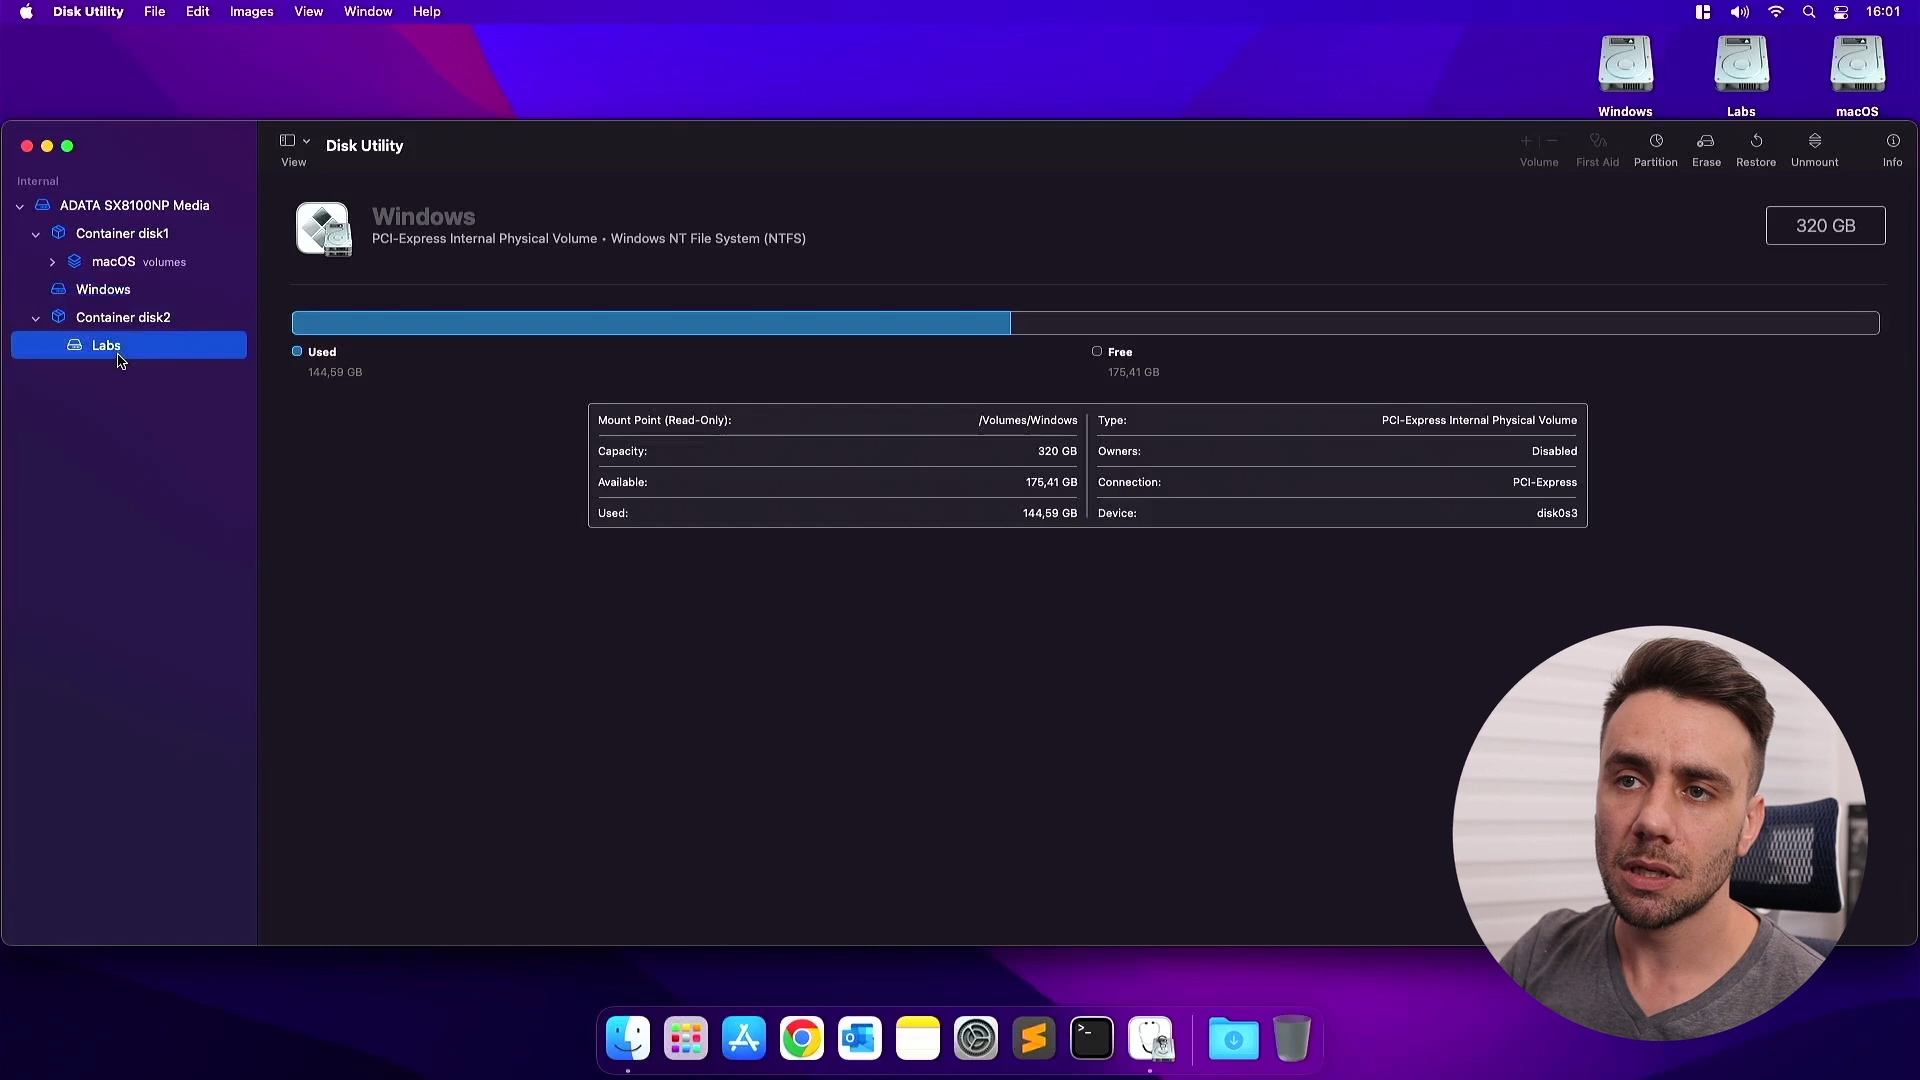 Disk Utility File Edit Images View Window Help 16:01
Windows Labs macOS
View
Disk Utility
Volume First Aid Partition Erase Restore Unmount Info
Internal
ADATA SX8100NP Media
Container disk1
macOS volumes
Windows
Container disk2
Labs
Windows
PCI-Express Internal Physical Volume • Windows NT File System (NTFS)
320 GB
Used
144,59 GB
Free
175,41 GB
Mount Point (Read-Only): /Volumes/Windows
Capacity: 320 GB
Available: 175,41 GB
Used: 144,59 GB
Type: PCI-Express Internal Physical Volume
Owners: Disabled
Connection: PCI-Express
Device: disk0s3